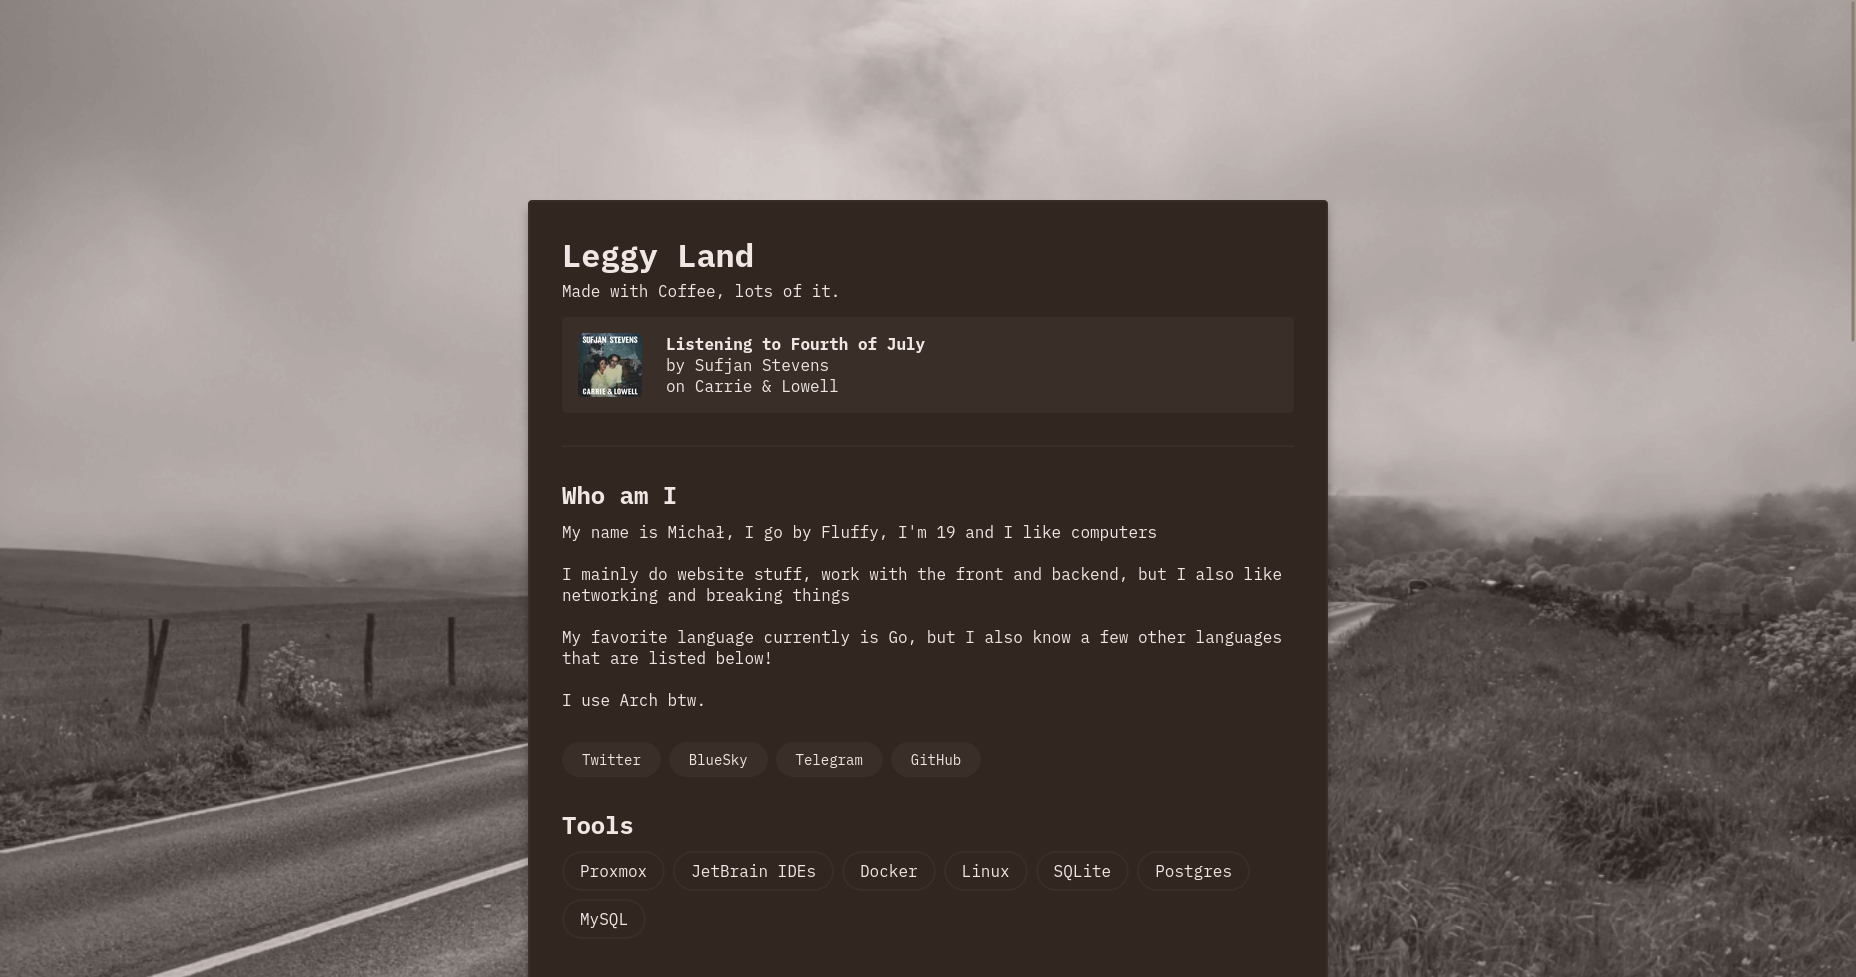 Leggy Land
Made with Coffee, lots of it.
SUFJAN STEVENS
CARRIE & LOWELL
Listening to Fourth of July
by Sufjan Stevens
on Carrie & Lowell
Who am I
My name is Michał, I go by Fluffy, I'm 19 and I like computers
I mainly do website stuff, work with the front and backend, but I also like
networking and breaking things
My favorite language currently is Go, but I also know a few other languages
that are listed below!
I use Arch btw.
Twitter BlueSky Telegram GitHub
Tools
Proxmox JetBrain IDEs Docker Linux SQLite Postgres
MySQL